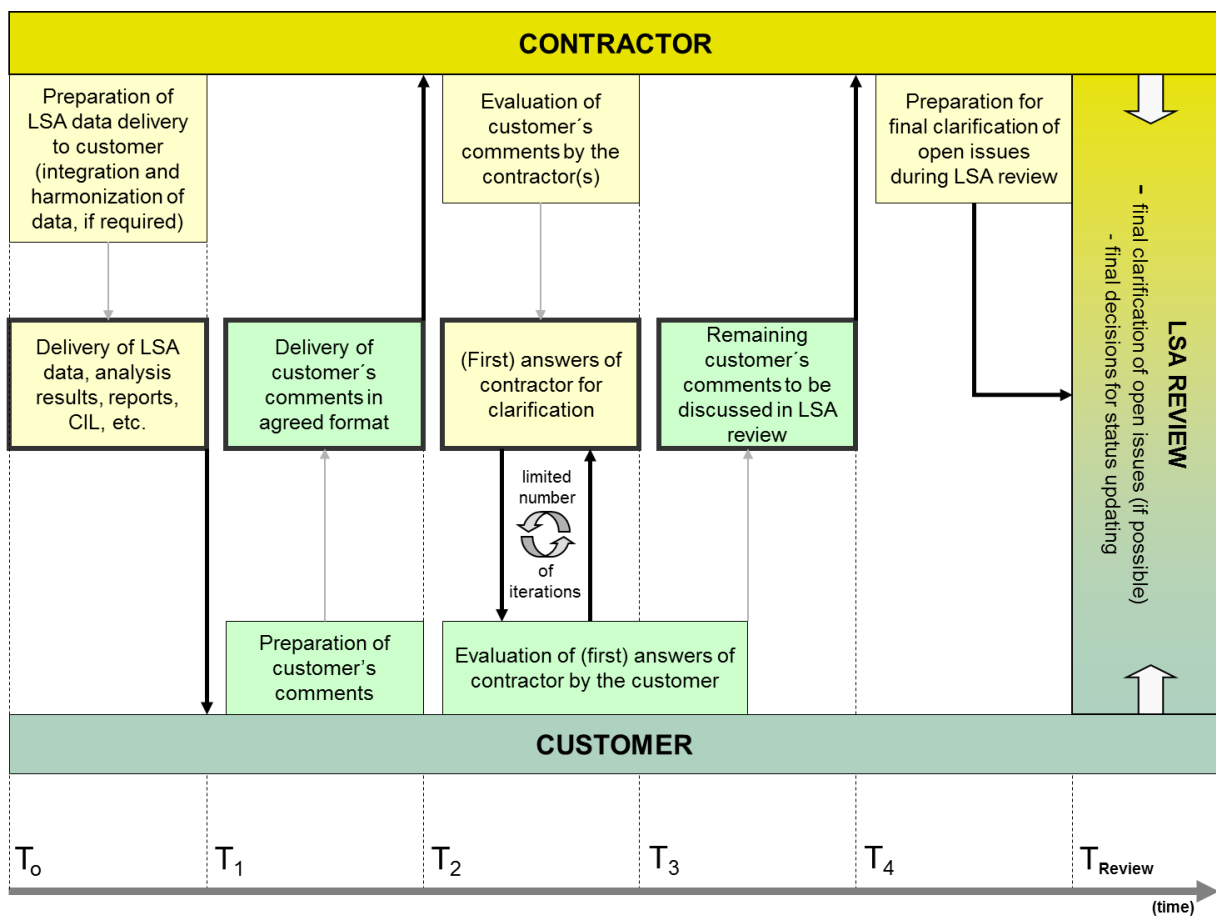 CONTRACTOR
Preparation of
LSA data delivery
to customer
(integration and
harmonization of
data, if required)
Evaluation of
customer´s
comments by the
contractor(s)
Preparation for
final clarification of
open issues
during LSA review
Delivery of LSA
data, analysis
results, reports,
CIL, etc.
Delivery of
customer´s
comments in
agreed format
(First) answers of
contractor for
clarification
Remaining
customer´s
comments to be
discussed in LSA
review
limited
number
of
iterations
Preparation of
customer’s
comments
Evaluation of (first) answers of
contractor by the customer
LSA REVIEW
- final clarification of open issues (if possible)
- final decisions for status updating
CUSTOMER
To
T1
T2
T3
T4
TReview
(time)